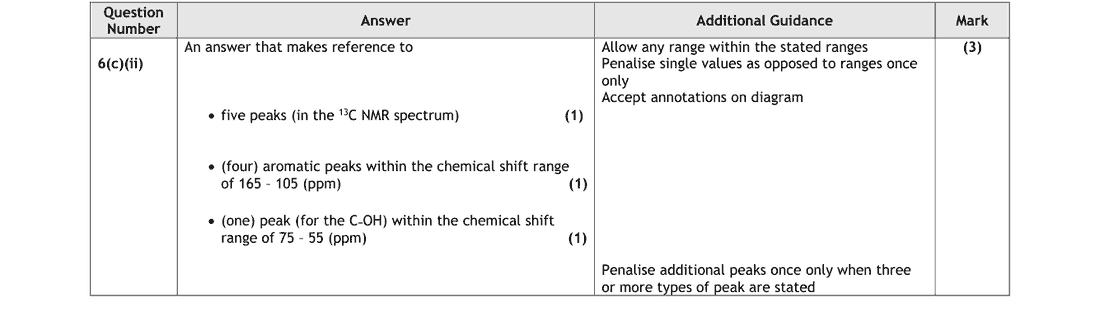 Question
Number
Answer
Additional Guidance
Mark
6(c)(ii)
An answer that makes reference to
• five peaks (in the ¹³C NMR spectrum) (1)
• (four) aromatic peaks within the chemical shift range
of 165 – 105 (ppm) (1)
• (one) peak (for the C-OH) within the chemical shift
range of 75 – 55 (ppm) (1)
Allow any range within the stated ranges
Penalise single values as opposed to ranges once
only
Accept annotations on diagram
Penalise additional peaks once only when three
or more types of peak are stated
(3)